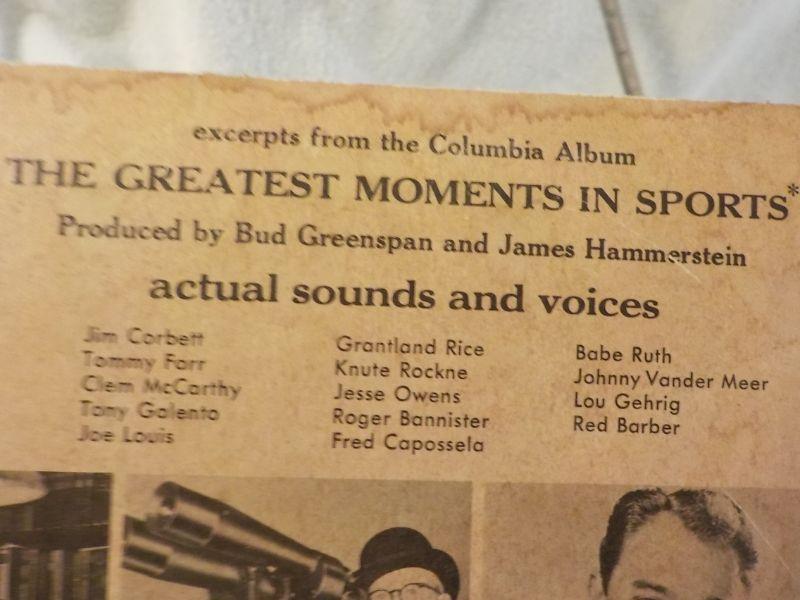 excerpts from the Columbia Album
THE GREATEST MOMENTS IN SPORTS*
Produced by Bud Greenspan and James Hammerstein
actual sounds and voices
Jim Corbett
Tommy Farr
Clem McCarthy
Tony Galento
Joe Louis
Grantland Rice
Knute Rockne
Jesse Owens
Roger Bannister
Fred Capossela
Babe Ruth
Johnny Vander Meer
Lou Gehrig
Red Barber